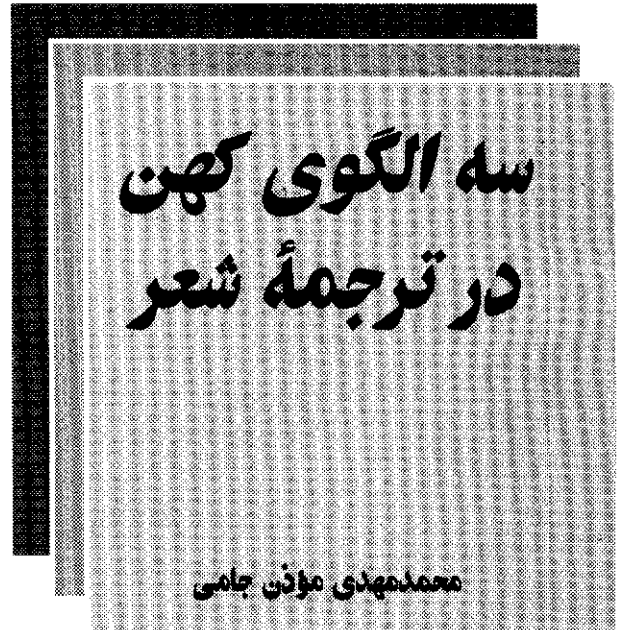 سه الگوی کهن
در ترجمهٔ شعر
محمدمهدی مؤذن جامی